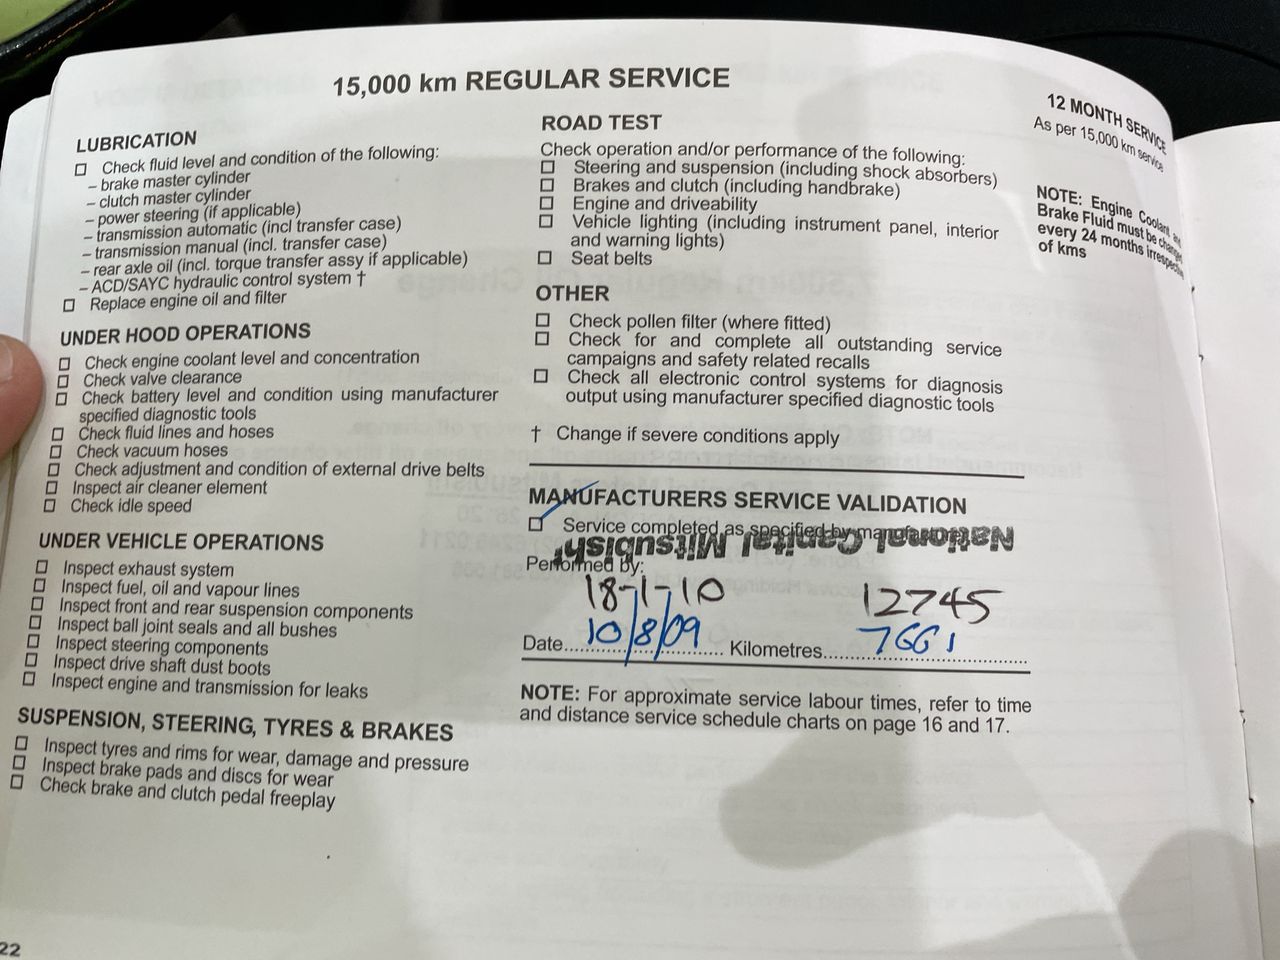 15,000 km REGULAR SERVICE
LUBRICATION
Check fluid level and condition of the following:
– brake master cylinder
– clutch master cylinder
– power steering (if applicable)
– transmission automatic (incl transfer case)
– transmission manual (incl. transfer case)
– rear axle oil (incl. torque transfer assy if applicable)
– ACD/SAYC hydraulic control system †
Replace engine oil and filter
UNDER HOOD OPERATIONS
Check engine coolant level and concentration
Check valve clearance
Check battery level and condition using manufacturer
specified diagnostic tools
Check fluid lines and hoses
Check vacuum hoses
Check adjustment and condition of external drive belts
Inspect air cleaner element
Check idle speed
UNDER VEHICLE OPERATIONS
Inspect exhaust system
Inspect fuel, oil and vapour lines
Inspect front and rear suspension components
Inspect ball joint seals and all bushes
Inspect steering components
Inspect drive shaft dust boots
Inspect engine and transmission for leaks
SUSPENSION, STEERING, TYRES & BRAKES
Inspect tyres and rims for wear, damage and pressure
Inspect brake pads and discs for wear
Check brake and clutch pedal freeplay
22
ROAD TEST
Check operation and/or performance of the following:
Steering and suspension (including shock absorbers)
Brakes and clutch (including handbrake)
Engine and driveability
Vehicle lighting (including instrument panel, interior
and warning lights)
Seat belts
OTHER
Check pollen filter (where fitted)
Check for and complete all outstanding service
campaigns and safety related recalls
Check all electronic control systems for diagnosis
output using manufacturer specified diagnostic tools
† Change if severe conditions apply
MANUFACTURERS SERVICE VALIDATION
Service completed as specified by manufacturer
National Capital Mitsubishi
Performed by:
18-1-10 12745
Date 10/8/09 Kilometres 7661
NOTE: For approximate service labour times, refer to time
and distance service schedule charts on page 16 and 17.
12 MONTH SERVICE
As per 15,000 km service
NOTE: Engine Coolant and
Brake Fluid must be changed
every 24 months irrespective
of kms